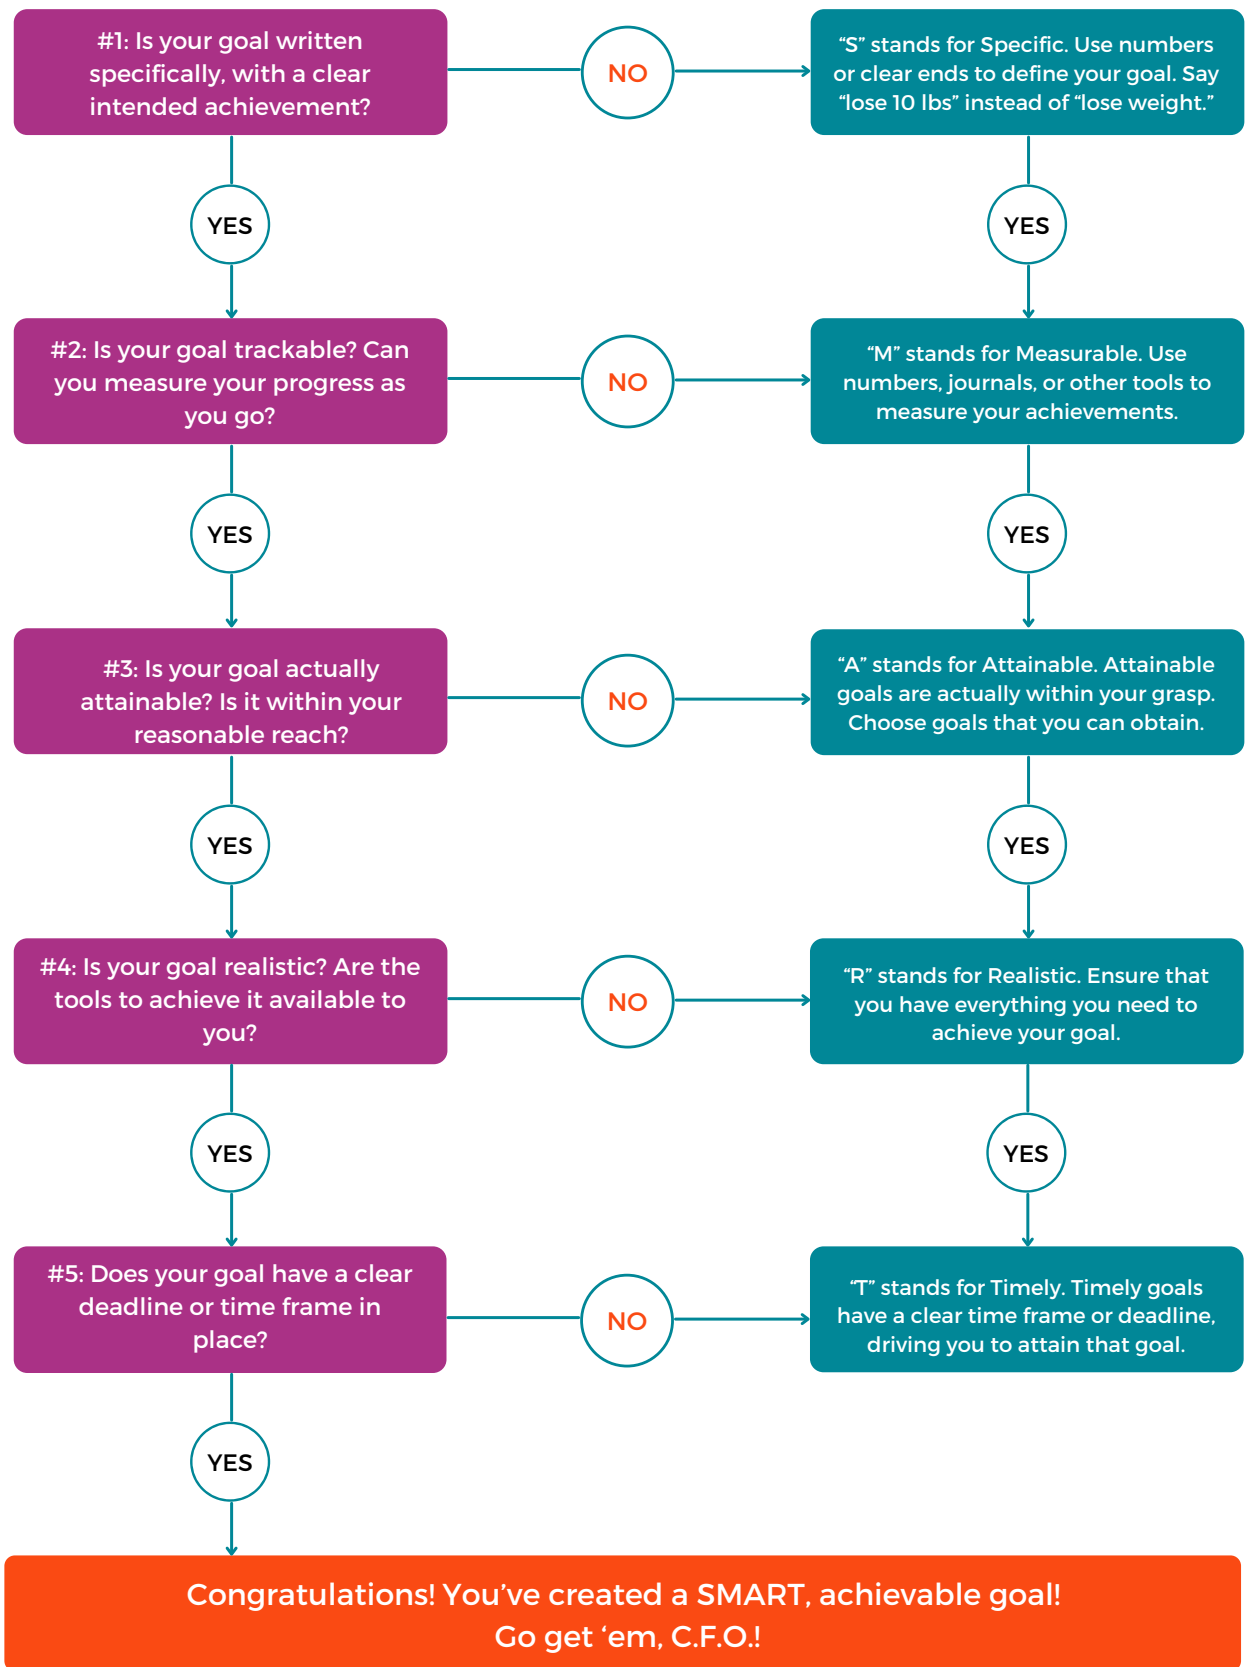 #1: Is your goal written
specifically, with a clear
intended achievement?
NO
“S” stands for Specific. Use numbers
or clear ends to define your goal. Say
“lose 10 lbs” instead of “lose weight.”
YES
YES
#2: Is your goal trackable? Can
you measure your progress as
you go?
NO
“M” stands for Measurable. Use
numbers, journals, or other tools to
measure your achievements.
YES
YES
#3: Is your goal actually
attainable? Is it within your
reasonable reach?
NO
“A” stands for Attainable. Attainable
goals are actually within your grasp.
Choose goals that you can obtain.
YES
YES
#4: Is your goal realistic? Are the
tools to achieve it available to
you?
NO
“R” stands for Realistic. Ensure that
you have everything you need to
achieve your goal.
YES
YES
#5: Does your goal have a clear
deadline or time frame in
place?
NO
“T” stands for Timely. Timely goals
have a clear time frame or deadline,
driving you to attain that goal.
YES
Congratulations! You’ve created a SMART, achievable goal!
Go get ‘em, C.F.O.!